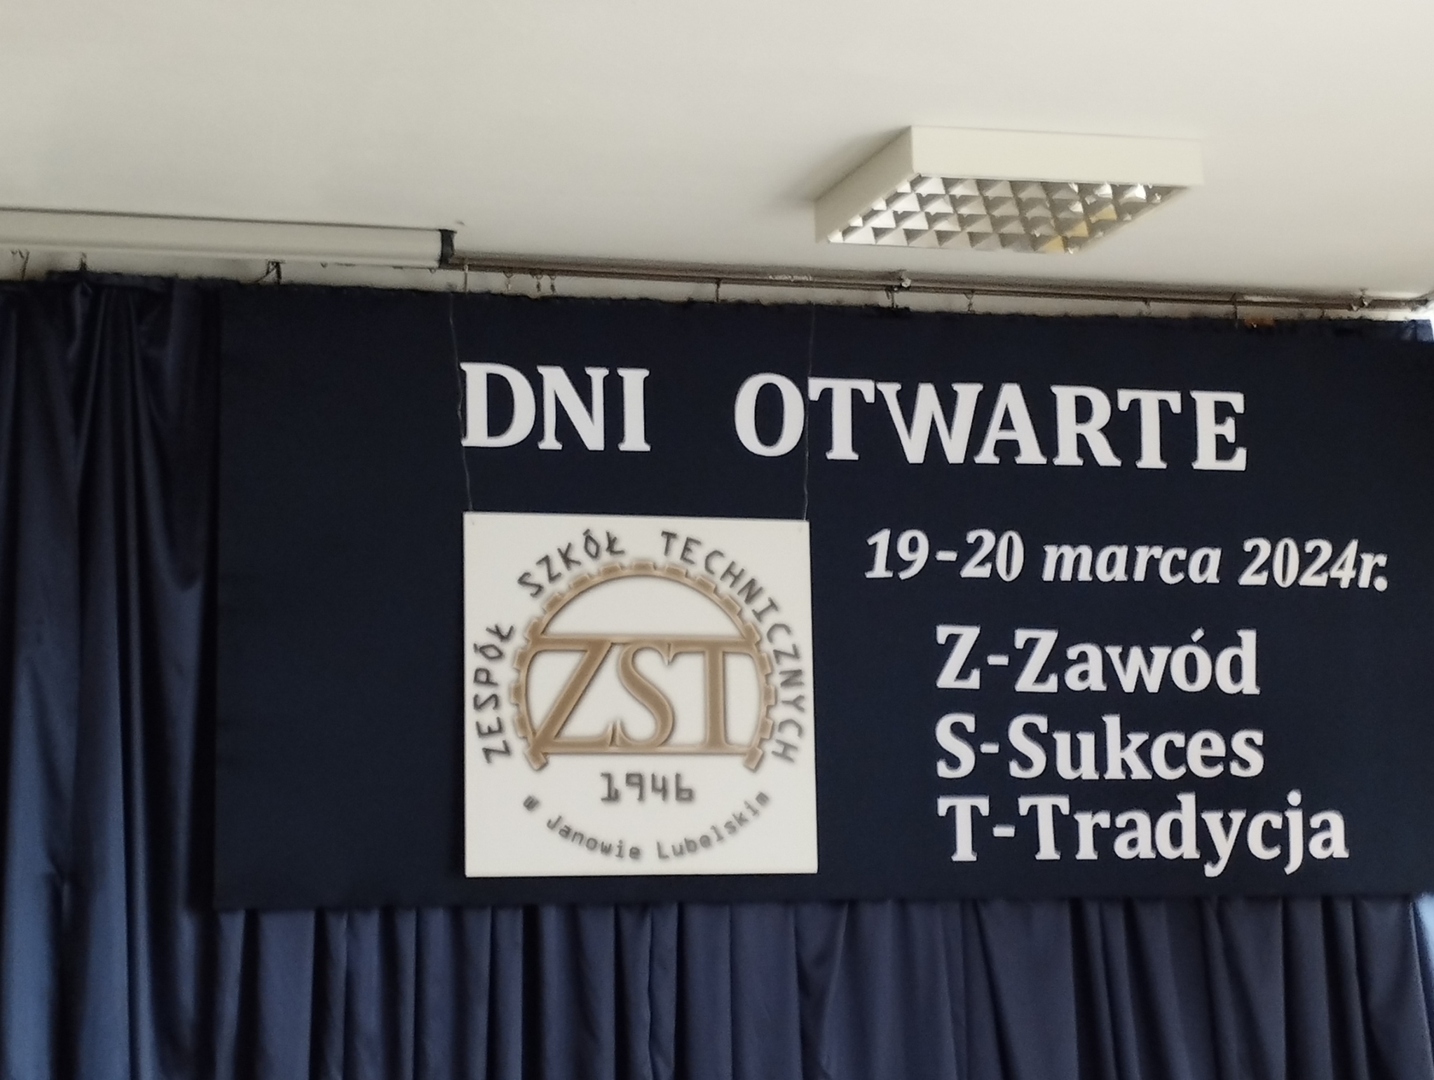 DNI OTWARTE
19-20 marca 2024r.
ZESPÓŁ SZKÓŁ TECHNICZNYCH
ZST
1946
w Janowie Lubelskim
Z-Zawód
S-Sukces
T-Tradycja